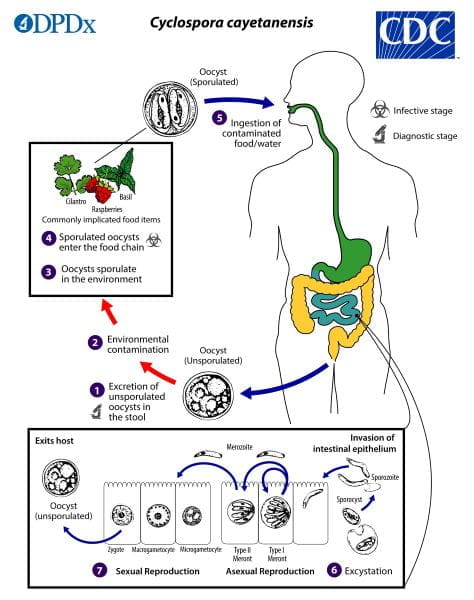 DPDx
Cyclospora cayetanensis
CDC
™
Oocyst
(Sporulated)
5 Ingestion of
contaminated
food/water
Infective stage
Diagnostic stage
Cilantro
Raspberries
Basil
Commonly implicated food items
4 Sporulated oocysts
enter the food chain
3 Oocysts sporulate
in the environment
2 Environmental
contamination
Oocyst
(Unsporulated)
1 Excretion of
unsporulated
oocysts in
the stool
Exits host
Invasion of
intestinal epithelium
Merozoite
Sporozoite
Sporocyst
Oocyst
(unsporulated)
Zygote
Macrogametocyte
Microgametocyte
Type II
Meront
Type I
Meront
7 Sexual Reproduction
Asexual Reproduction
6 Excystation